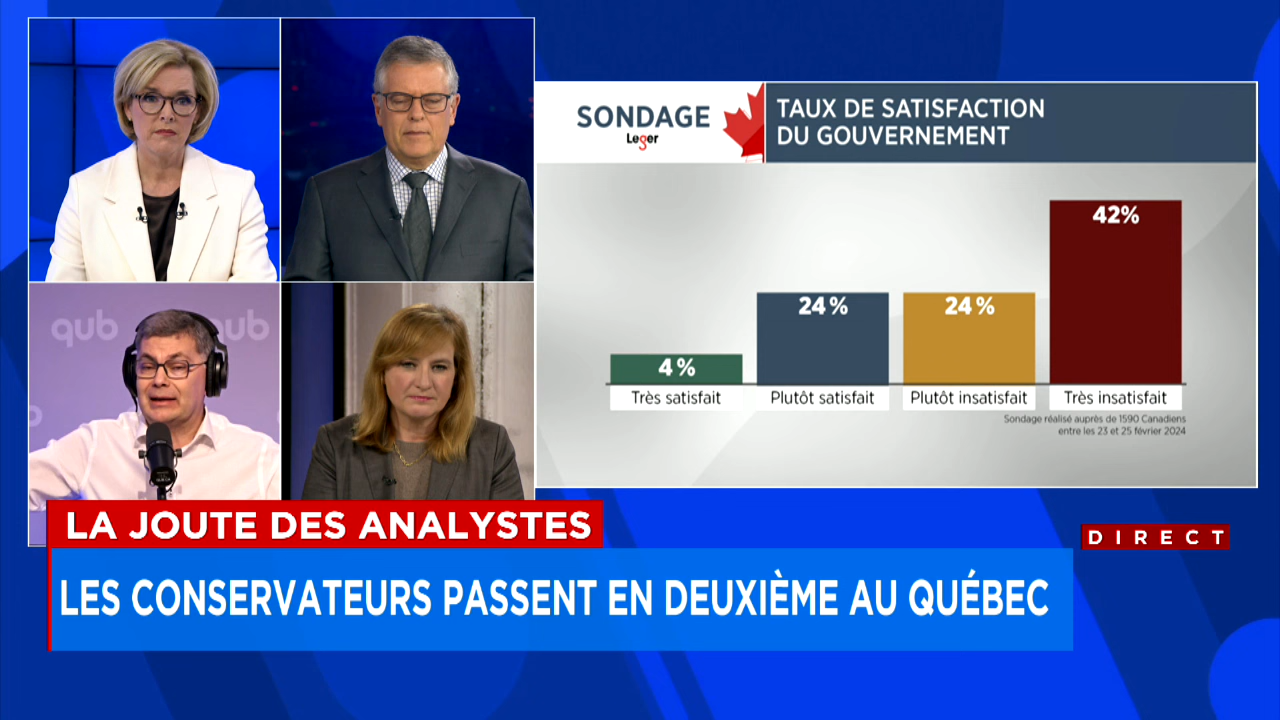 qub
qub
SONDAGE
Leger
TAUX DE SATISFACTION
DU GOUVERNEMENT
4 %
24 %
24 %
42%
Très satisfait
Plutôt satisfait
Plutôt insatisfait
Très insatisfait
Sondage réalisé auprès de 1590 Canadiens
entre les 23 et 25 février 2024
LA JOUTE DES ANALYSTES
DIRECT
LES CONSERVATEURS PASSENT EN DEUXIÈME AU QUÉBEC